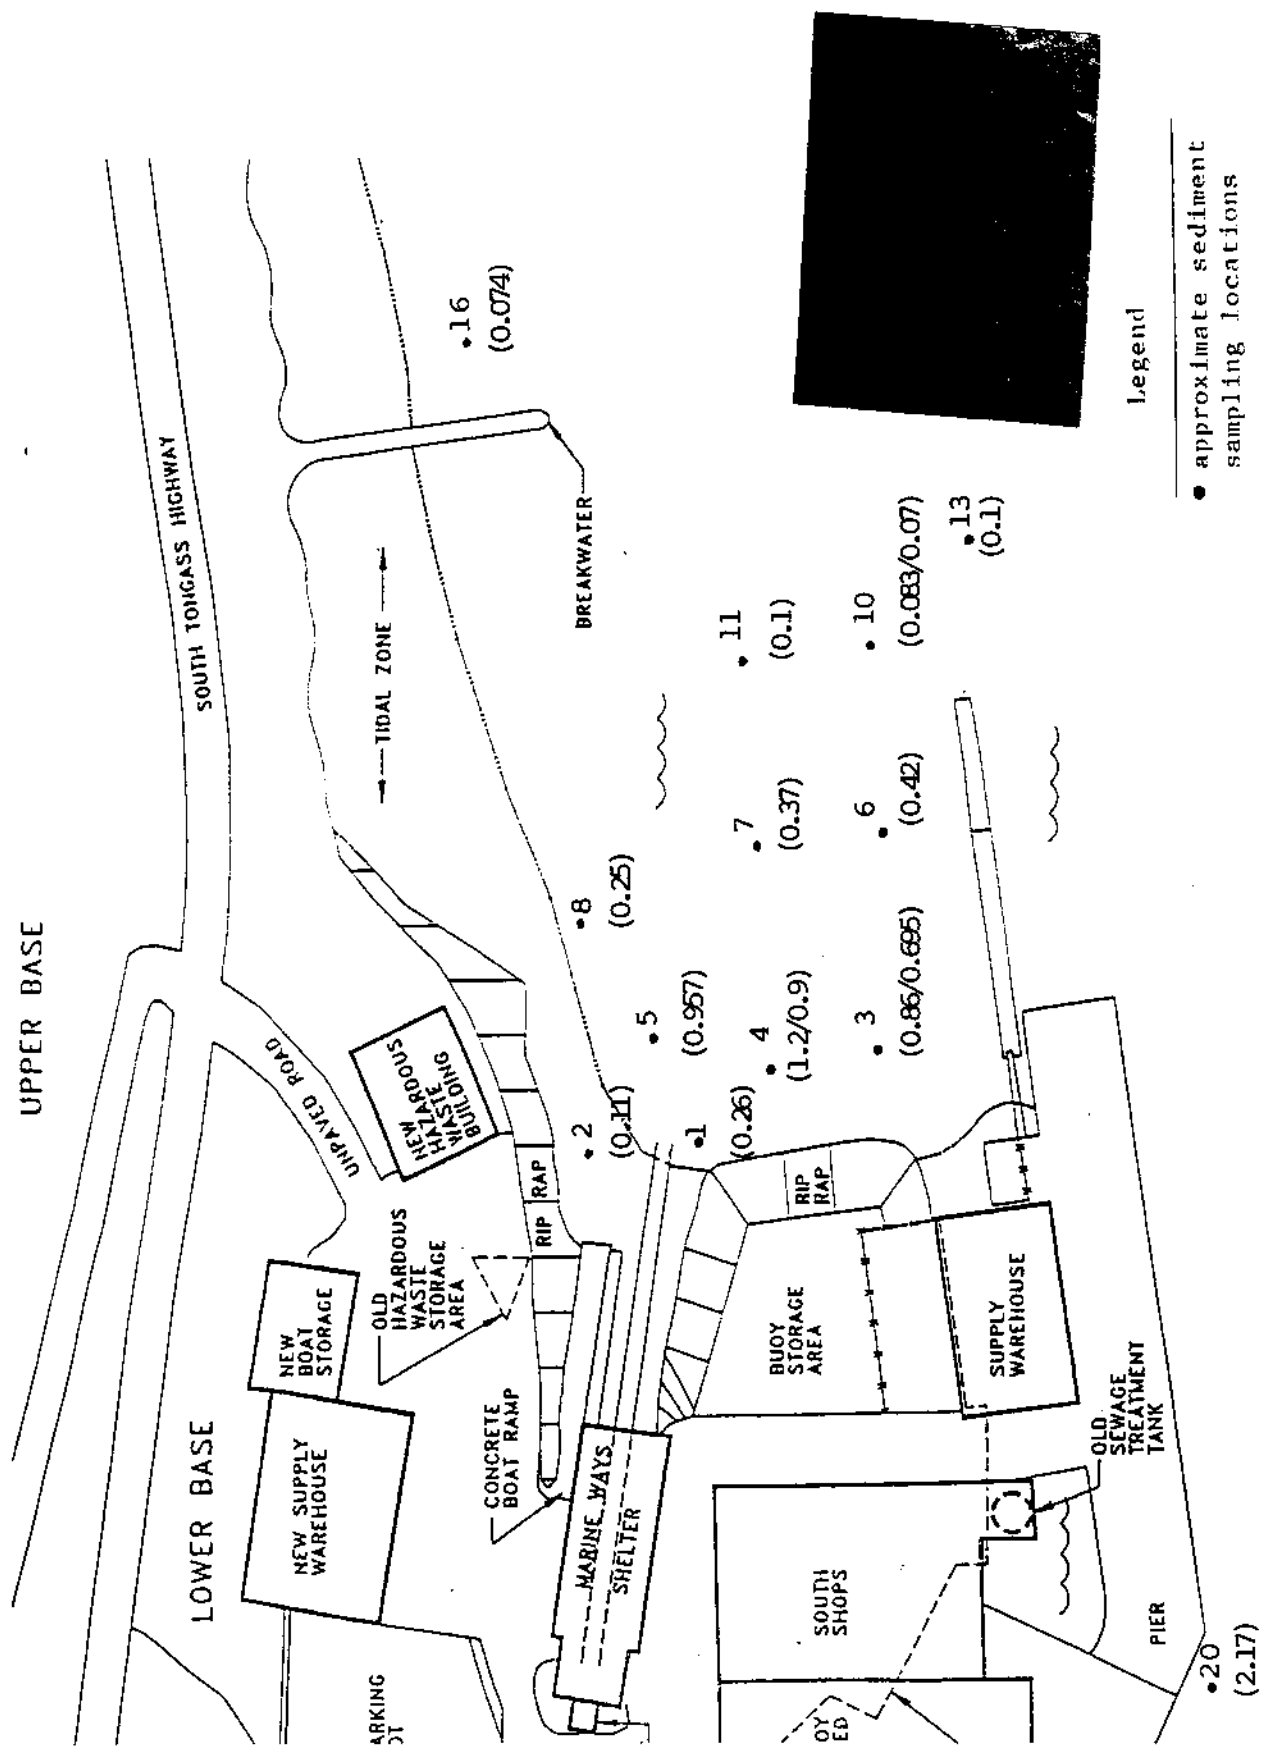 UPPER BASE
SOUTH TONGASS HIGHWAY
UNPAVED ROAD
NEW
HAZARDOUS
WASTE
BUILDING
TIDAL ZONE
BREAKWATER
•16
(0.074)
LOWER BASE
NEW
BOAT
STORAGE
NEW SUPPLY
WAREHOUSE
OLD
HAZARDOUS
WASTE
STORAGE
AREA
CONCRETE
BOAT RAMP
RIP RAP
MARINE WAYS
SHELTER
• 2
(0.11)
•8
(0.25)
• 5
(0.957)
•1
(0.26)
• 4
(1.2/0.9)
• 7
(0.37)
• 11
(0.1)
• 3
(0.86/0.695)
• 6
(0.42)
• 10
(0.083/0.07)
•13
(0.1)
RIP
RAP
BUOY
STORAGE
AREA
SUPPLY
WAREHOUSE
SOUTH
SHOPS
OLD
SEWAGE
TREATMENT
TANK
PIER
•20
(2.17)
ARKING
OT
OY
ED
Legend
• approximate sediment
sampling locations